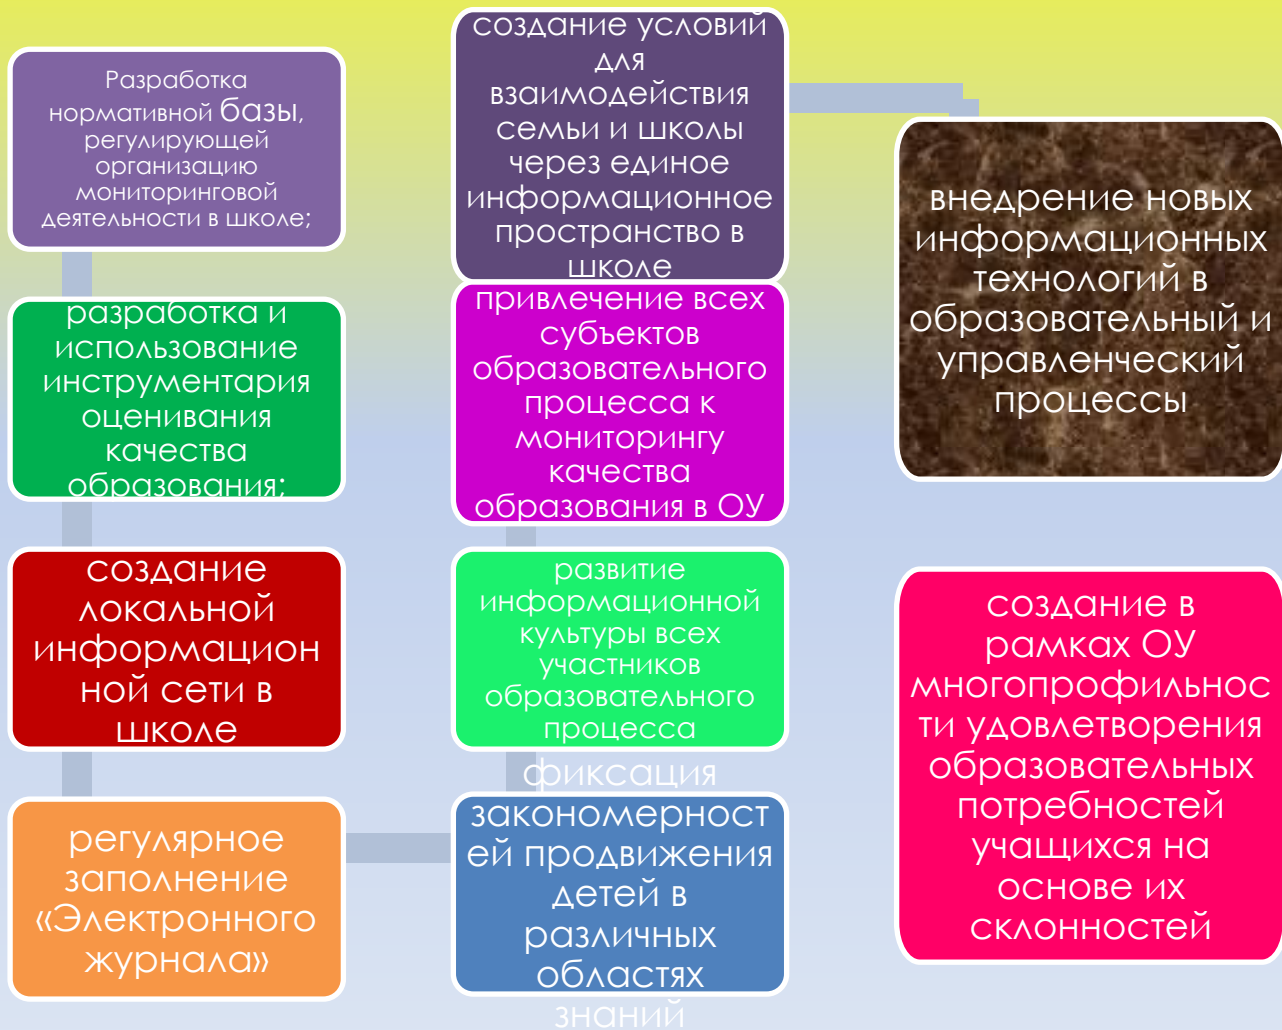 Разработка
нормативной базы,
регулирующей
организацию
мониторинговой
деятельности в школе;
разработка и
использование
инструментария
оценивания
качества
образования;
создание
локальной
информацион
ной сети в
школе
регулярное
заполнение
«Электронного
журнала»
создание условий
для
взаимодействия
семьи и школы
через единое
информационное
пространство в
школе
привлечение всех
субъектов
образовательного
процесса к
мониторингу
качества
образования в ОУ
развитие
информационной
культуры всех
участников
образовательного
процесса
фиксация
закономерност
ей продвижения
детей в
различных
областях
знаний
внедрение новых
информационных
технологий в
образовательный и
управленческий
процессы
создание в
рамках ОУ
многопрофильнос
ти удовлетворения
образовательных
потребностей
учащихся на
основе их
склонностей